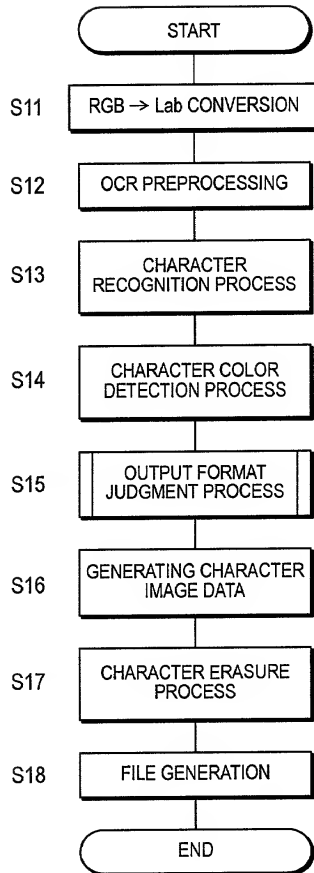 START
S11 RGB → Lab CONVERSION
S12 OCR PREPROCESSING
S13 CHARACTER
RECOGNITION PROCESS
S14 CHARACTER COLOR
DETECTION PROCESS
S15 OUTPUT FORMAT
JUDGMENT PROCESS
S16 GENERATING CHARACTER
IMAGE DATA
S17 CHARACTER ERASURE
PROCESS
S18 FILE GENERATION
END